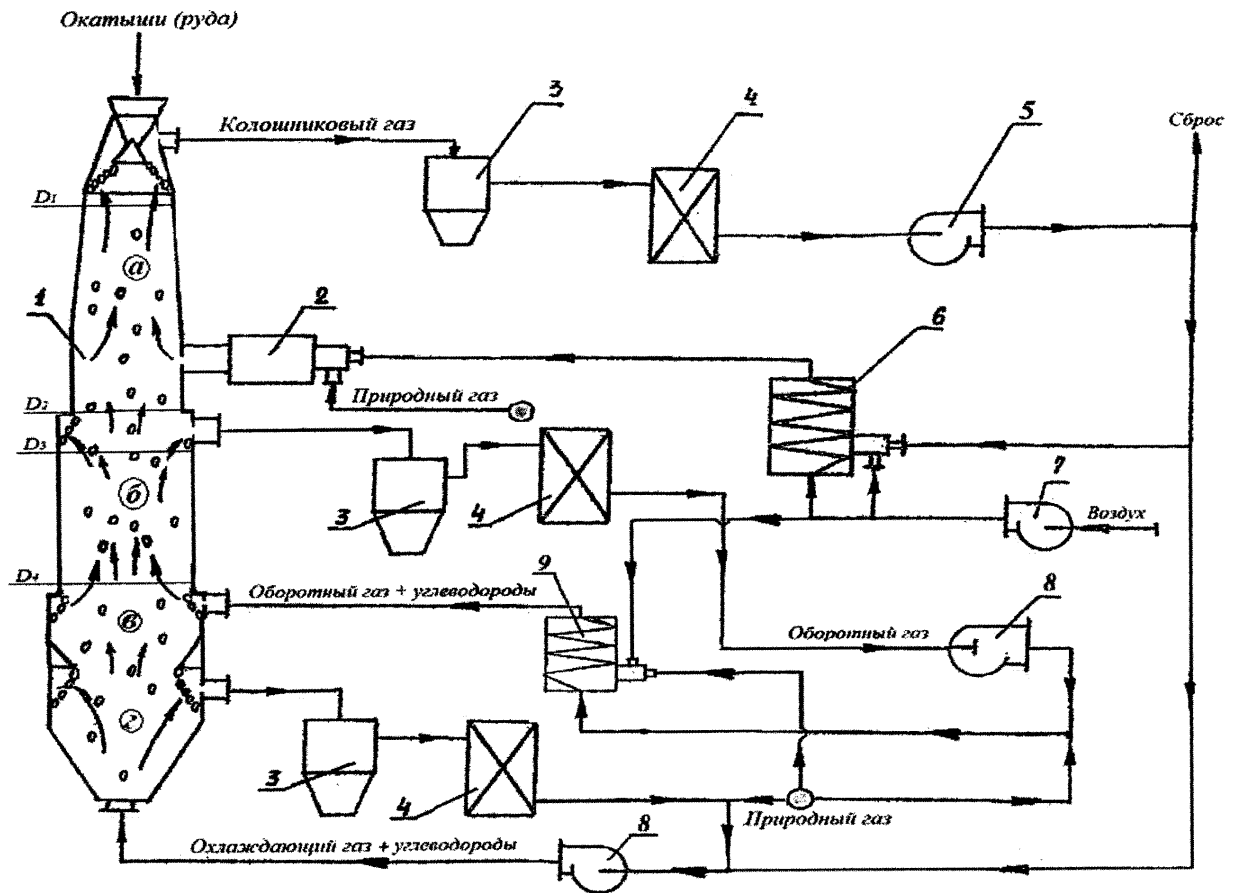 Окатыши (руда)
Колошниковый газ
3
4
5
Сброс
D1
а
1
2
6
Природный газ
D2
D3
б
3
4
7
Воздух
D4
Оборотный газ + углеводороды
9
8
в
Оборотный газ
г
3
4
Природный газ
Охлаждающий газ + углеводороды
8